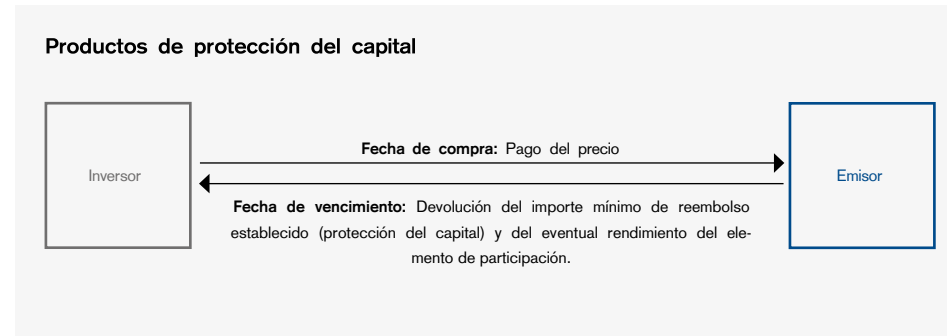 Productos de protección del capital
Fecha de compra: Pago del precio
Inversor
Emisor
Fecha de vencimiento: Devolución del importe mínimo de reembolso
establecido (protección del capital) y del eventual rendimiento del ele-
mento de participación.